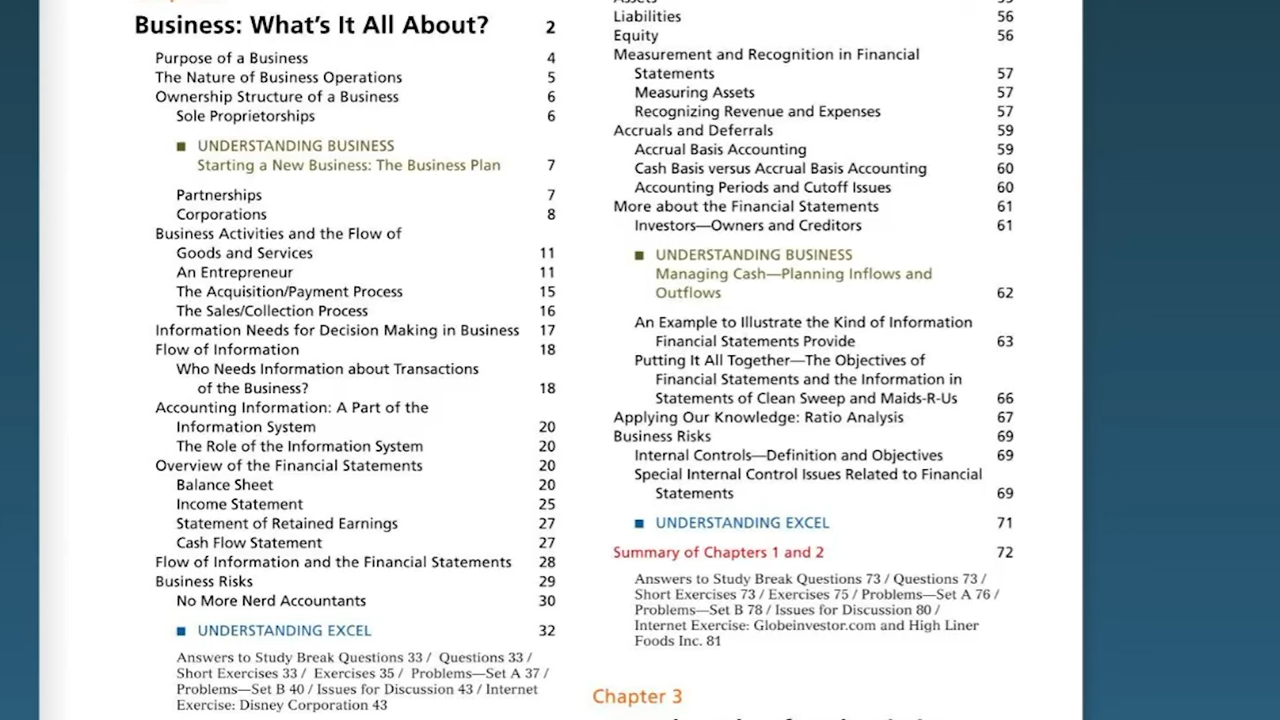 Business: What's It All About? 2
Purpose of a Business 4
The Nature of Business Operations 5
Ownership Structure of a Business 6
Sole Proprietorships 6
■ UNDERSTANDING BUSINESS
Starting a New Business: The Business Plan 7
Partnerships 7
Corporations 8
Business Activities and the Flow of
Goods and Services 11
An Entrepreneur 11
The Acquisition/Payment Process 15
The Sales/Collection Process 16
Information Needs for Decision Making in Business 17
Flow of Information 18
Who Needs Information about Transactions
of the Business? 18
Accounting Information: A Part of the
Information System 20
The Role of the Information System 20
Overview of the Financial Statements 20
Balance Sheet 20
Income Statement 25
Statement of Retained Earnings 27
Cash Flow Statement 27
Flow of Information and the Financial Statements 28
Business Risks 29
No More Nerd Accountants 30
■ UNDERSTANDING EXCEL 32
Answers to Study Break Questions 33 / Questions 33 /
Short Exercises 33 / Exercises 35 / Problems—Set A 37 /
Problems—Set B 40 / Issues for Discussion 43 / Internet
Exercise: Disney Corporation 43
Liabilities 56
Equity 56
Measurement and Recognition in Financial
Statements 57
Measuring Assets 57
Recognizing Revenue and Expenses 57
Accruals and Deferrals 59
Accrual Basis Accounting 59
Cash Basis versus Accrual Basis Accounting 60
Accounting Periods and Cutoff Issues 60
More about the Financial Statements 61
Investors—Owners and Creditors 61
■ UNDERSTANDING BUSINESS
Managing Cash—Planning Inflows and
Outflows 62
An Example to Illustrate the Kind of Information
Financial Statements Provide 63
Putting It All Together—The Objectives of
Financial Statements and the Information in
Statements of Clean Sweep and Maids-R-Us 66
Applying Our Knowledge: Ratio Analysis 67
Business Risks 69
Internal Controls—Definition and Objectives 69
Special Internal Control Issues Related to Financial
Statements 69
■ UNDERSTANDING EXCEL 71
Summary of Chapters 1 and 2 72
Answers to Study Break Questions 73 / Questions 73 /
Short Exercises 73 / Exercises 75 / Problems—Set A 76 /
Problems—Set B 78 / Issues for Discussion 80 /
Internet Exercise: Globeinvestor.com and High Liner
Foods Inc. 81
Chapter 3